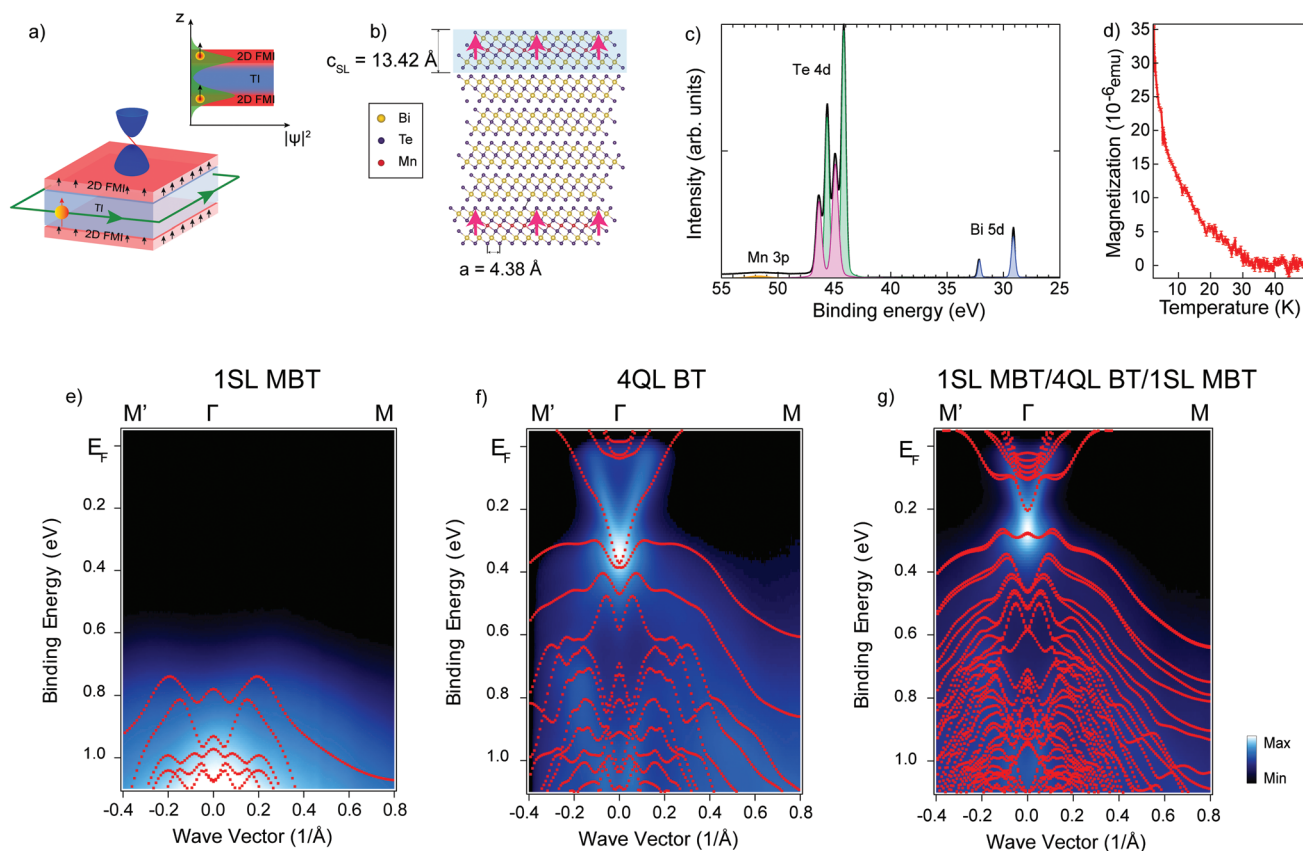 a)
z
2D FMI
TI
2D FMI
|ψ|²
2D FMI
TI
2D FMI
b)
c_SL = 13.42 Å
Bi
Te
Mn
a = 4.38 Å
c)
Intensity (arb. units)
Te 4d
Bi 5d
Mn 3p
55 50 45 40 35 30 25
Binding energy (eV)
d)
Magnetization (10⁻⁶emu)
35
30
25
20
15
10
5
0
10 20 30 40
Temperature (K)
1SL MBT
e)
M' Γ M
E_F
0.2
0.4
0.6
0.8
1.0
Binding Energy (eV)
-0.4 -0.2 0.0 0.2 0.4 0.6 0.8
Wave Vector (1/Å)
4QL BT
f)
M' Γ M
E_F
0.2
0.4
0.6
0.8
1.0
Binding Energy (eV)
-0.4 -0.2 0.0 0.2 0.4 0.6 0.8
Wave Vector (1/Å)
1SL MBT/4QL BT/1SL MBT
g)
M' Γ M
E_F
0.2
0.4
0.6
0.8
1.0
Binding Energy (eV)
-0.4 -0.2 0.0 0.2 0.4 0.6 0.8
Wave Vector (1/Å)
Max
Min